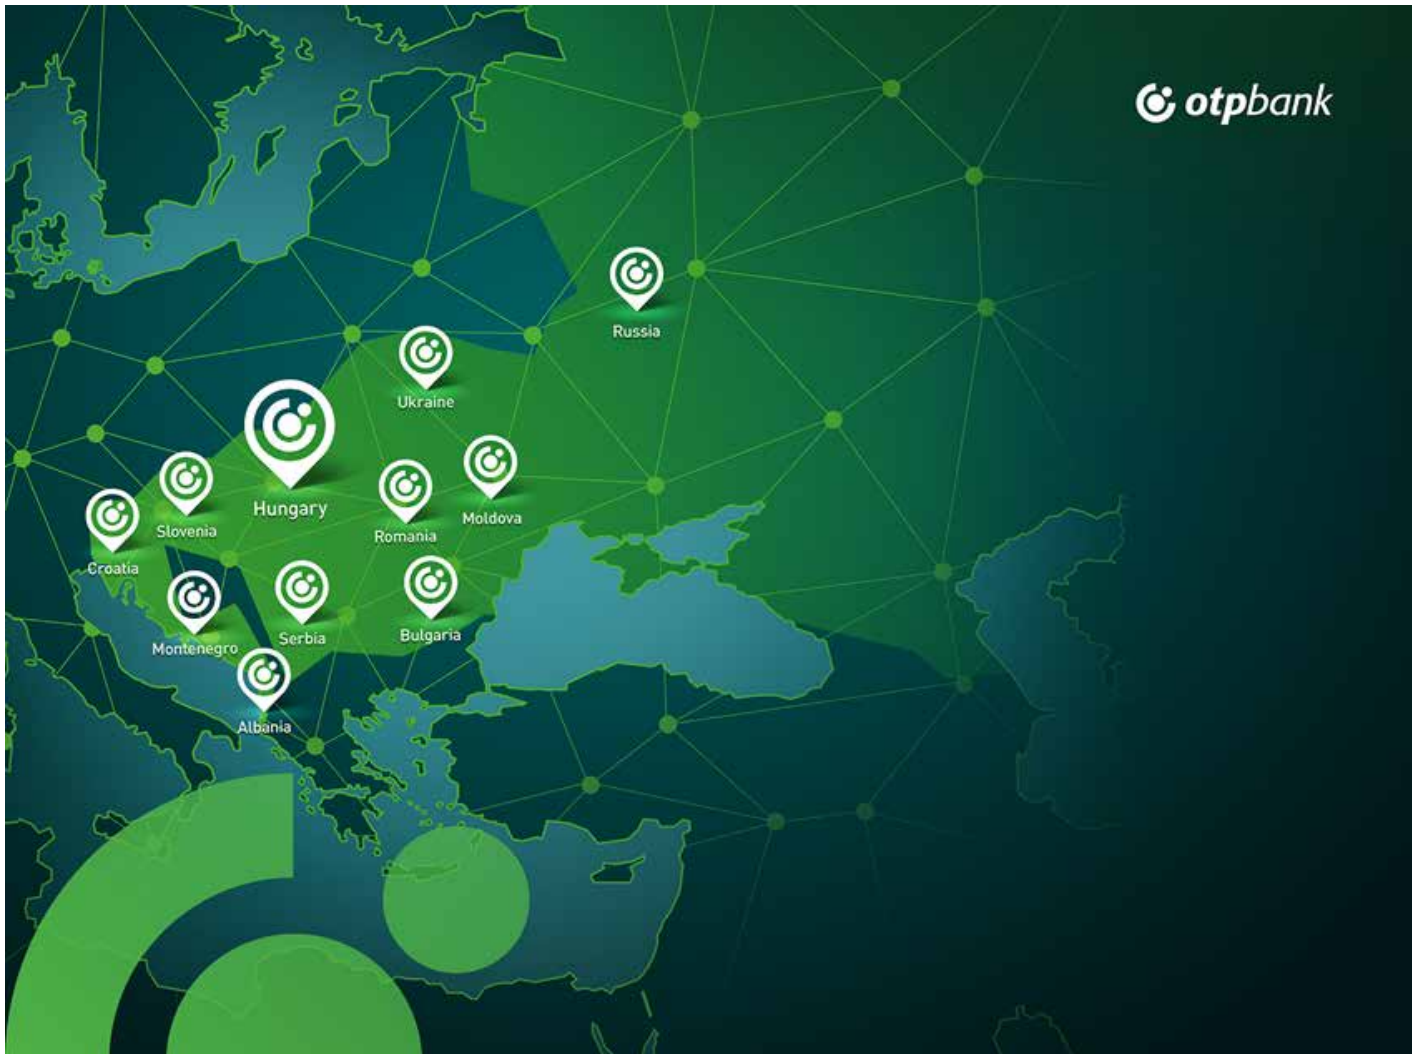 otpbank
Russia
Ukraine
Hungary
Slovenia
Romania
Moldova
Croatia
Montenegro
Serbia
Bulgaria
Albania